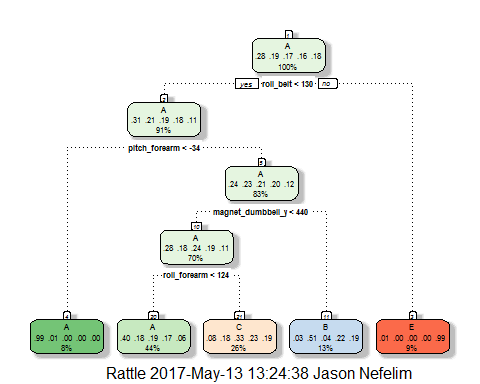 1
A
.28 .19 .17 .16 .18
100%
yes roll_belt < 130 no
2
A
.31 .21 .19 .18 .11
91%
pitch_forearm < -34
5
A
.24 .23 .21 .20 .12
83%
magnet_dumbbell_y < 440
10
A
.28 .18 .24 .19 .11
70%
roll_forearm < 124
4
A
.99 .01 .00 .00 .00
8%
20
A
.40 .18 .19 .17 .06
44%
21
C
.08 .18 .33 .23 .19
26%
11
B
.03 .51 .04 .22 .19
13%
3
E
.01 .00 .00 .00 .99
9%
Rattle 2017-May-13 13:24:38 Jason Nefelim